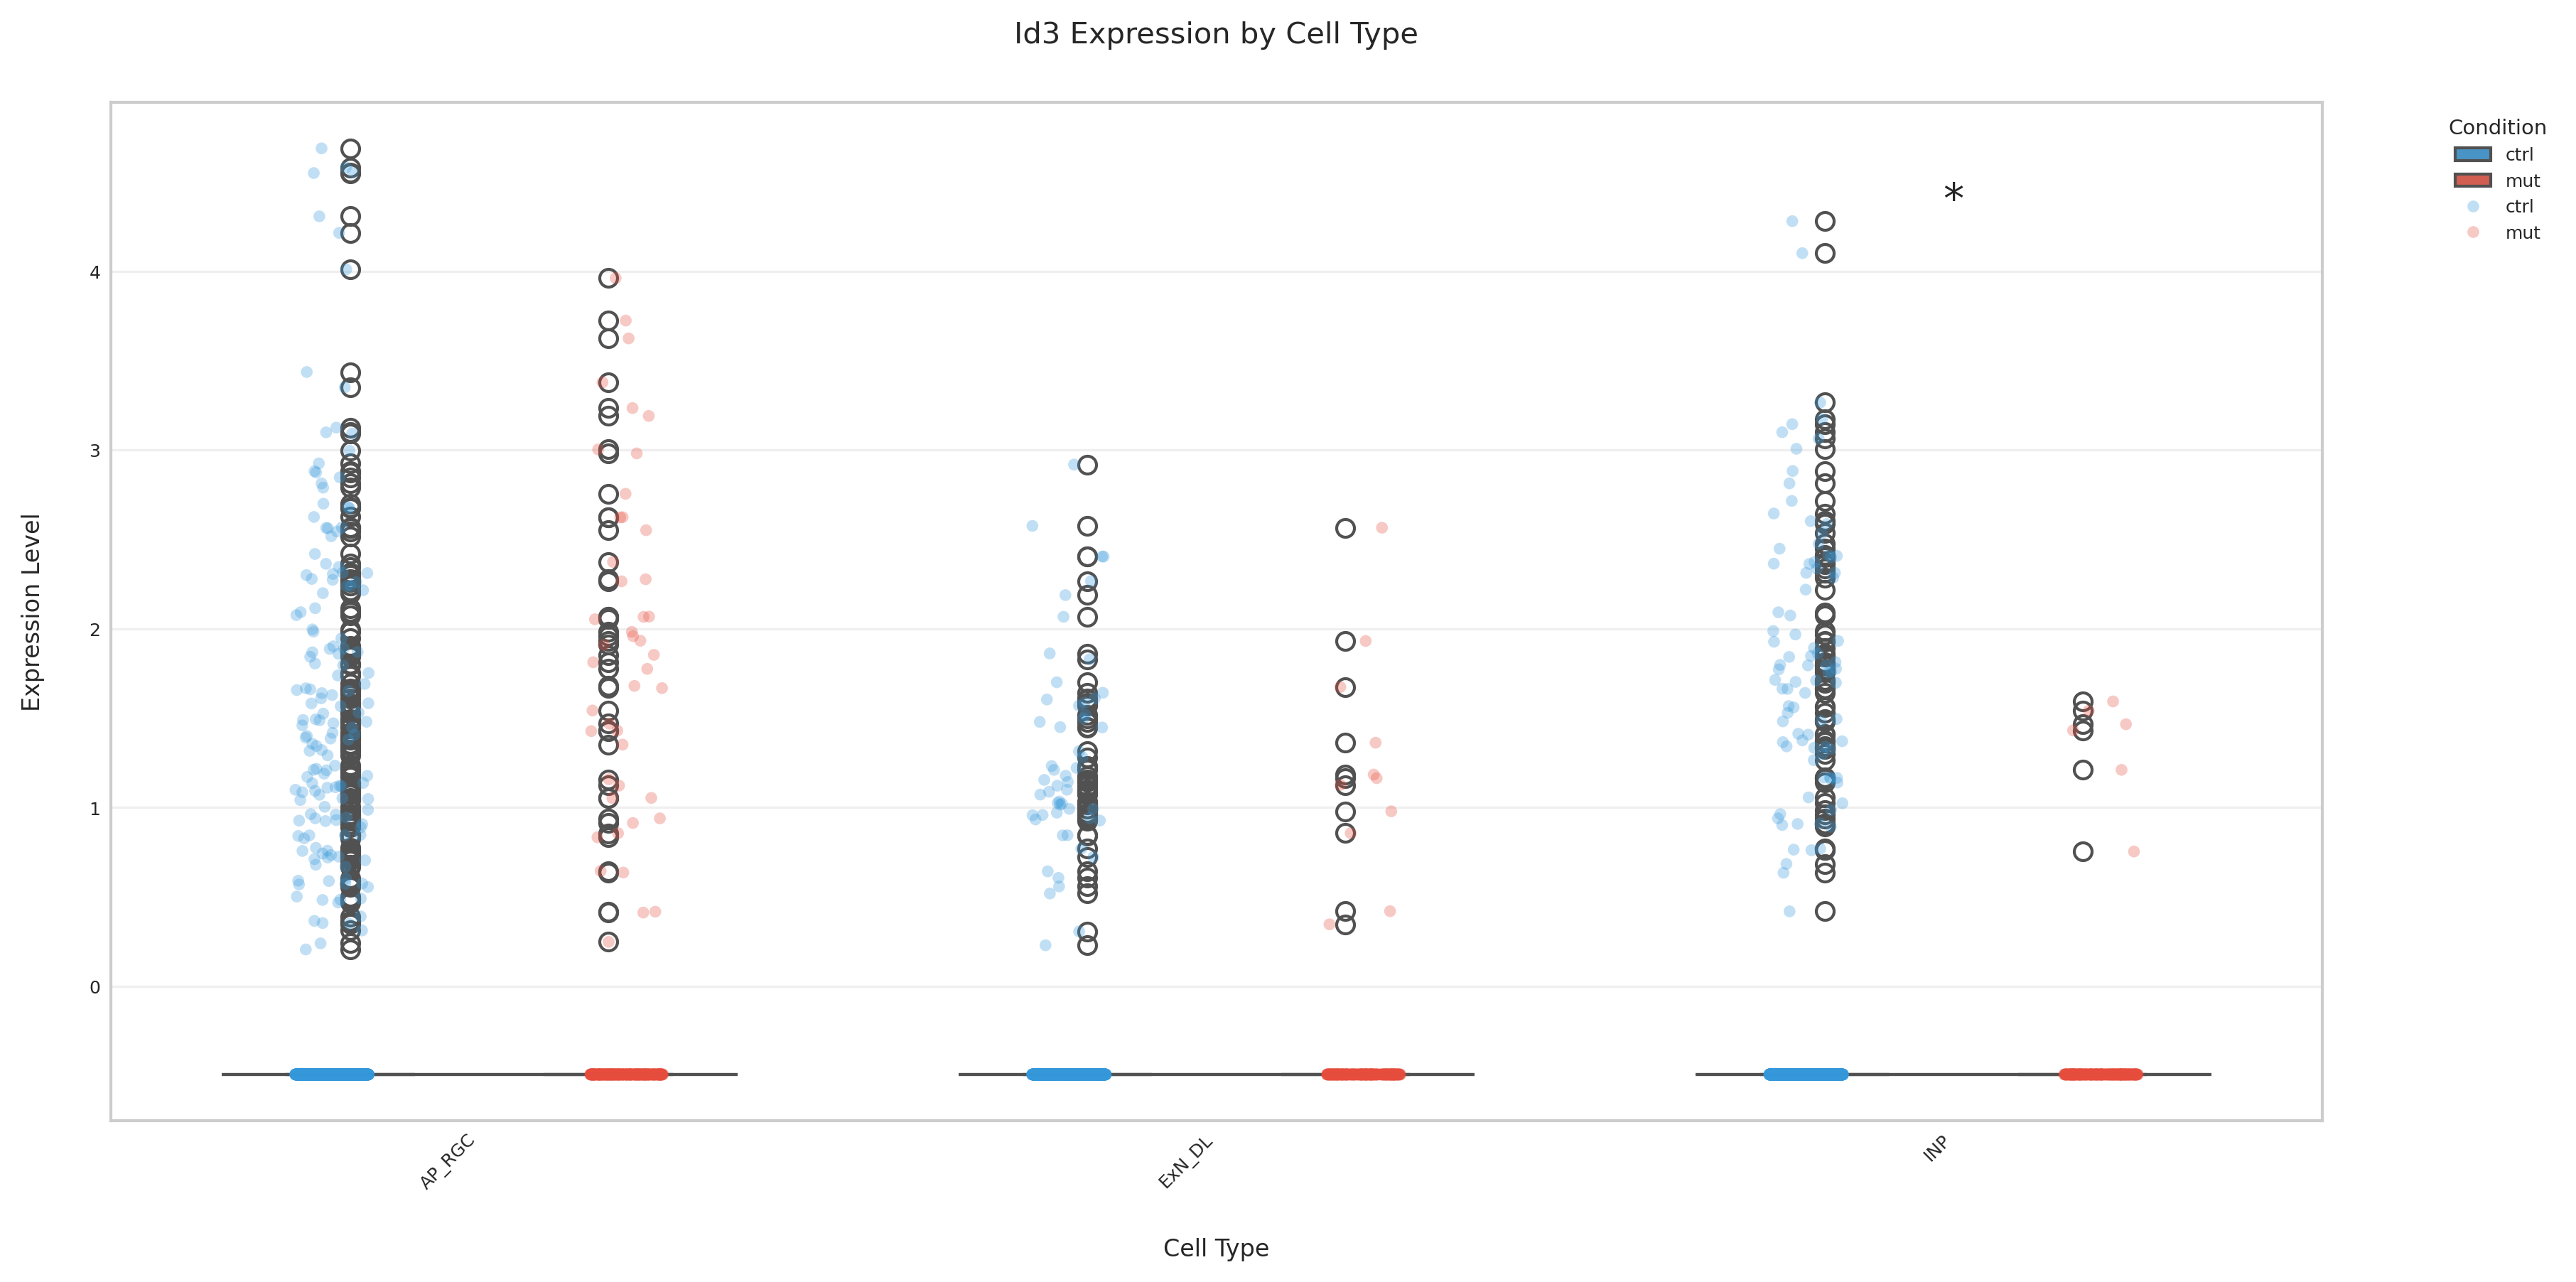 Id3 Expression by Cell Type
Condition
ctrl
mut
ctrl
mut
*
Expression Level
4
3
2
1
0
AP_RGC
ExN_DL
INP
Cell Type